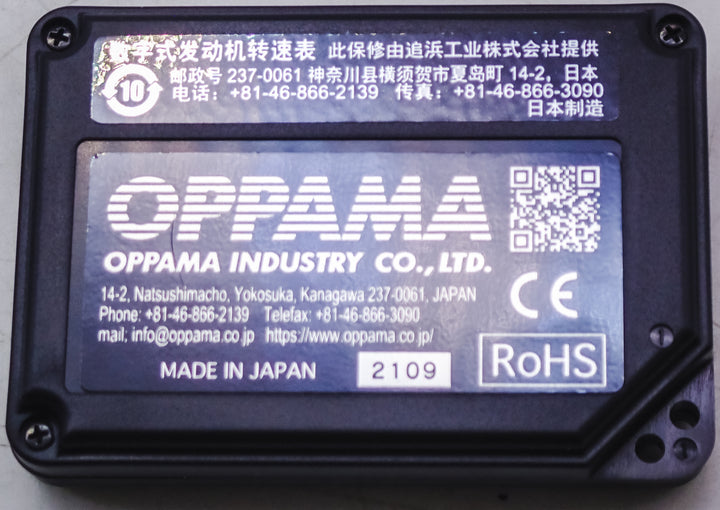 数字式发动机转速表 此保修由追浜工业株式会社提供
10 邮政号 237-0061 神奈川县横须贺市夏岛町 14-2，日本
电话：+81-46-866-2139 传真：+81-46-866-3090
日本制造
OPPAMA
OPPAMA INDUSTRY CO.,LTD.
14-2, Natsushimacho, Yokosuka, Kanagawa 237-0061, JAPAN
Phone: +81-46-866-2139 Telefax: +81-46-866-3090
mail; info@oppama.co.jp https://www.oppama.co.jp/
CE
MADE IN JAPAN 2109 RoHS